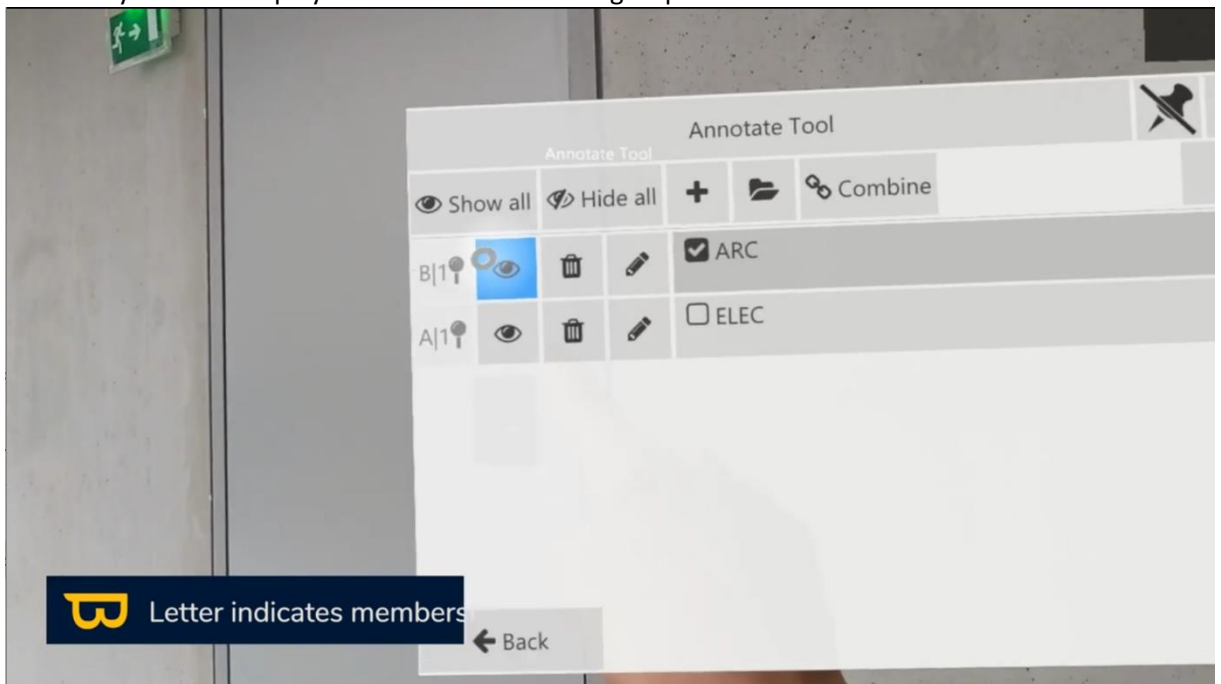 Annotate Tool
Annotate Tool
Show all
Hide all
Combine
B|1
ARC
A|1
ELEC
Letter indicates members
Back